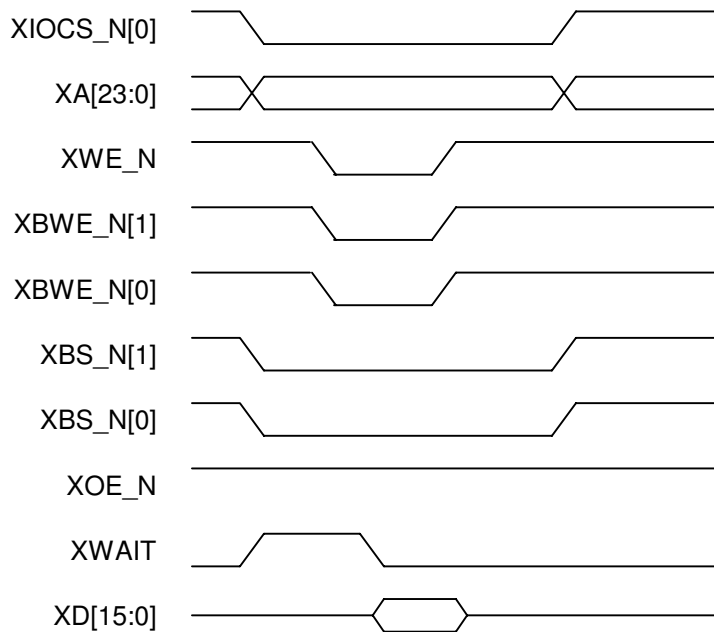 XIOCS_N[0]
XA[23:0]
XWE_N
XBWE_N[1]
XBWE_N[0]
XBS_N[1]
XBS_N[0]
XOE_N
XWAIT
XD[15:0]